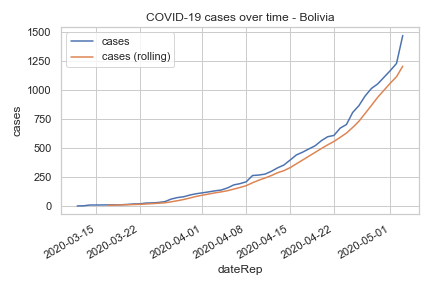 COVID-19 cases over time - Bolivia
1500
1250
1000
750
500
250
0
cases
cases
cases (rolling)
2020-03-15
2020-03-22
2020-04-01
2020-04-08
2020-04-15
2020-04-22
2020-05-01
dateRep